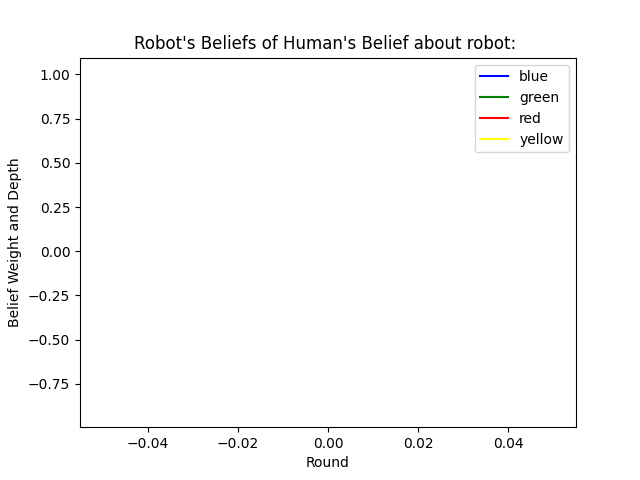 Robot's Beliefs of Human's Belief about robot:
blue
green
red
yellow
Belief Weight and Depth
1.00
0.75
0.50
0.25
0.00
−0.25
−0.50
−0.75
−0.04
−0.02
0.00
0.02
0.04
Round